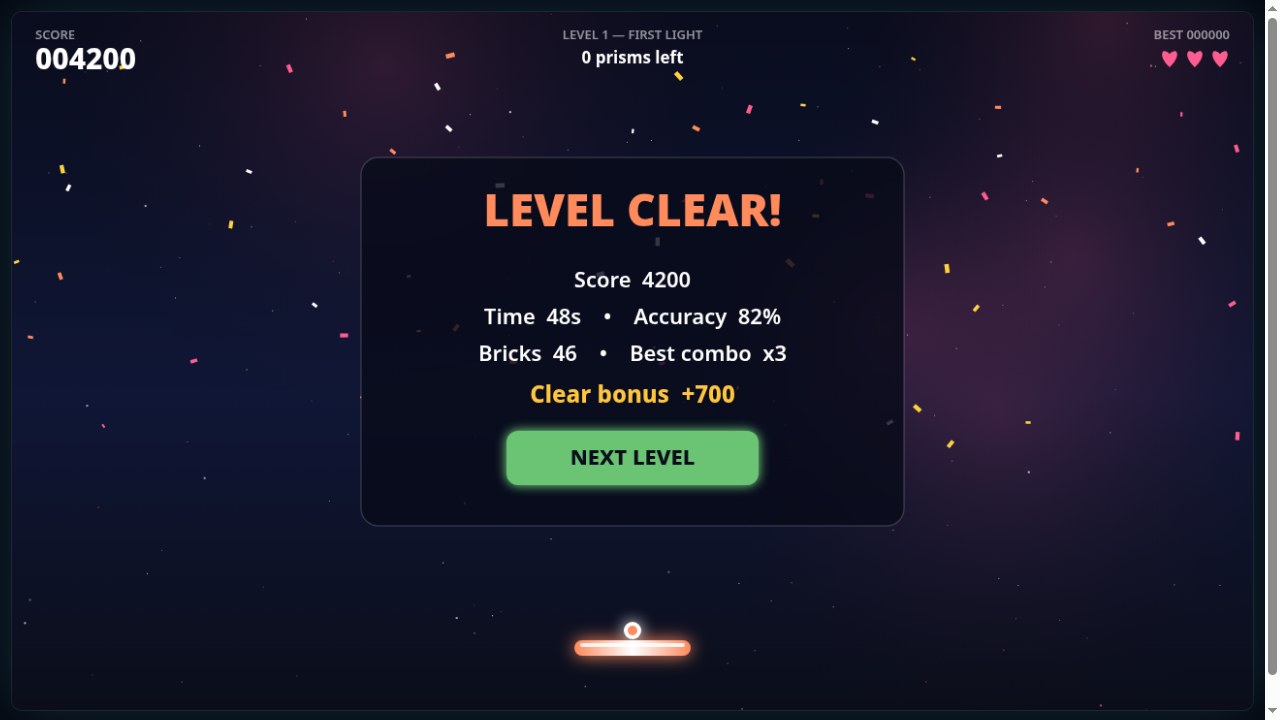 SCORE
004200
LEVEL 1 — FIRST LIGHT
0 prisms left
BEST 000000
LEVEL CLEAR!
Score 4200
Time 48s • Accuracy 82%
Bricks 46 • Best combo x3
Clear bonus +700
NEXT LEVEL